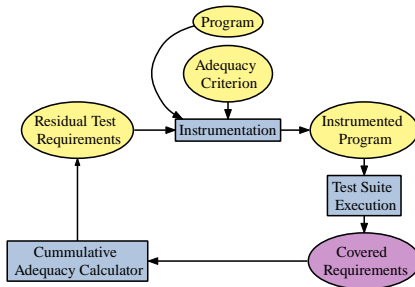 Program
Adequacy
Criterion
Residual Test
Requirements
Instrumentation
Instrumented
Program
Test Suite
Execution
Cummulative
Adequacy Calculator
Covered
Requirements